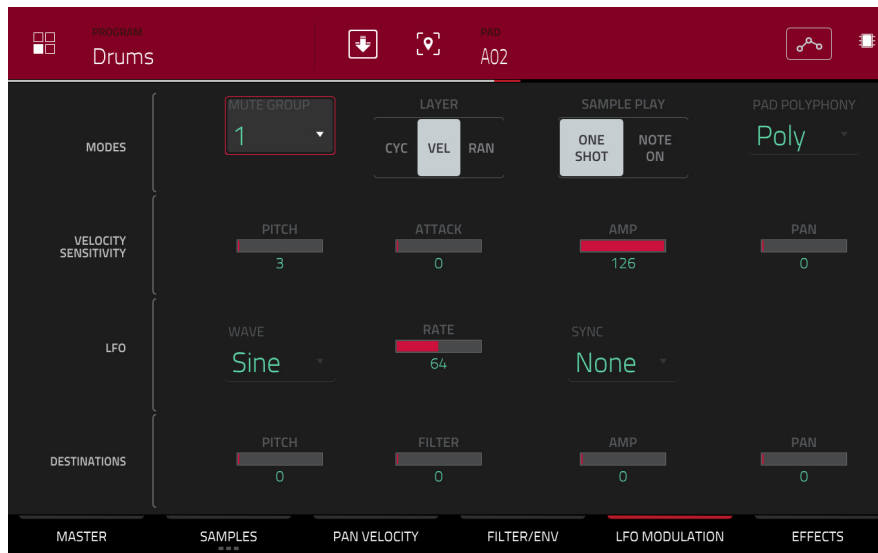 PROGRAM
Drums
PAD
A02
MODES
MUTE GROUP
1
LAYER
CYC VEL RAN
SAMPLE PLAY
ONE SHOT
NOTE ON
PAD POLYPHONY
Poly
VELOCITY
SENSITIVITY
PITCH
3
ATTACK
0
AMP
126
PAN
0
LFO
WAVE
Sine
RATE
64
SYNC
None
DESTINATIONS
PITCH
0
FILTER
0
AMP
0
PAN
0
MASTER SAMPLES PAN VELOCITY FILTER/ENV LFO MODULATION EFFECTS